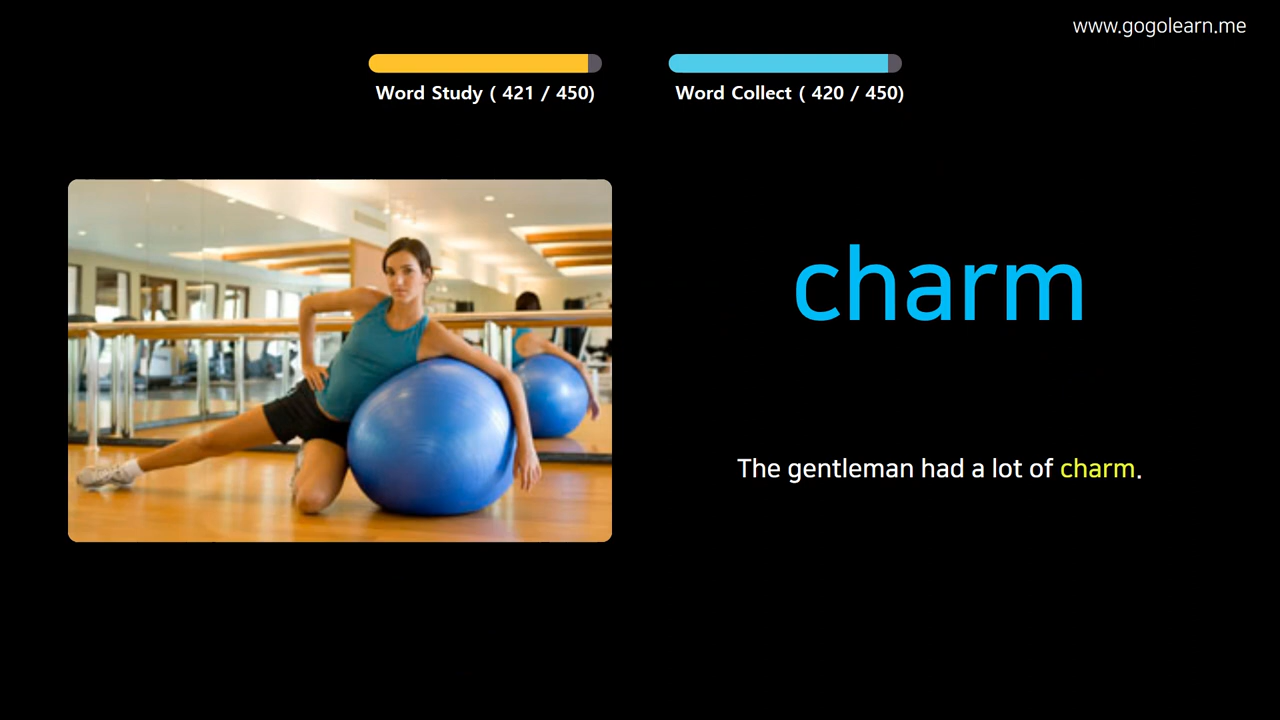 www.gogolearn.me
Word Study ( 421 / 450)
Word Collect ( 420 / 450)
charm
The gentleman had a lot of charm.